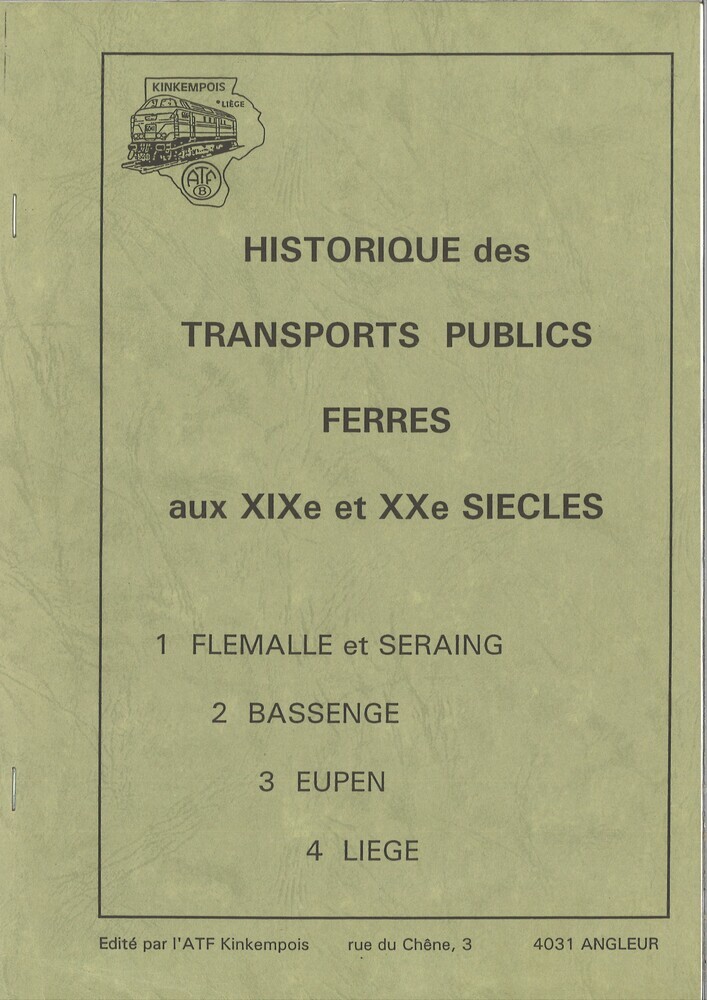 KINKEMPOIS
*LIÈGE
ATF
B
HISTORIQUE des
TRANSPORTS PUBLICS
FERRES
aux XIXe et XXe SIECLES
1 FLEMALLE et SERAING
2 BASSENGE
3 EUPEN
4 LIEGE
Edité par l'ATF Kinkempois rue du Chêne, 3 4031 ANGLEUR